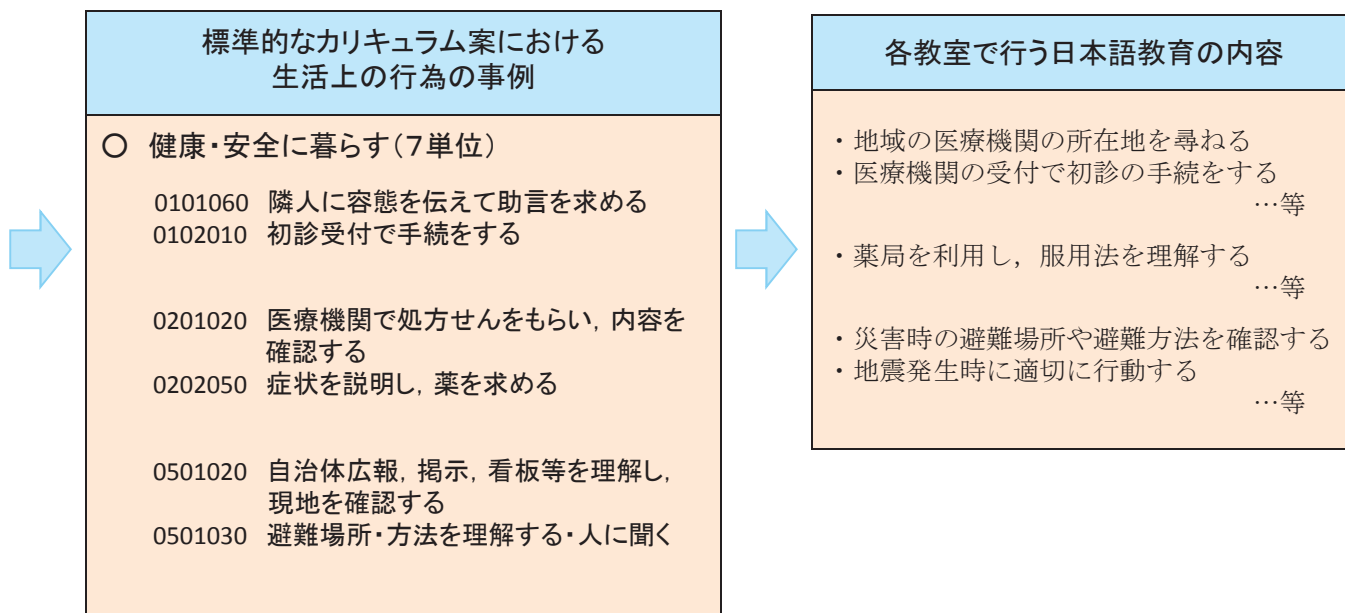 標準的なカリキュラム案における
生活上の行為の事例
○ 健康・安全に暮らす(7単位)
0101060 隣人に容態を伝えて助言を求める
0102010 初診受付で手続をする
0201020 医療機関で処方せんをもらい,内容を
確認する
0202050 症状を説明し,薬を求める
0501020 自治体広報,掲示,看板等を理解し,
現地を確認する
0501030 避難場所・方法を理解する・人に聞く
各教室で行う日本語教育の内容
・地域の医療機関の所在地を尋ねる
・医療機関の受付で初診の手続をする
…等
・薬局を利用し,服用法を理解する
…等
・災害時の避難場所や避難方法を確認する
・地震発生時に適切に行動する
…等